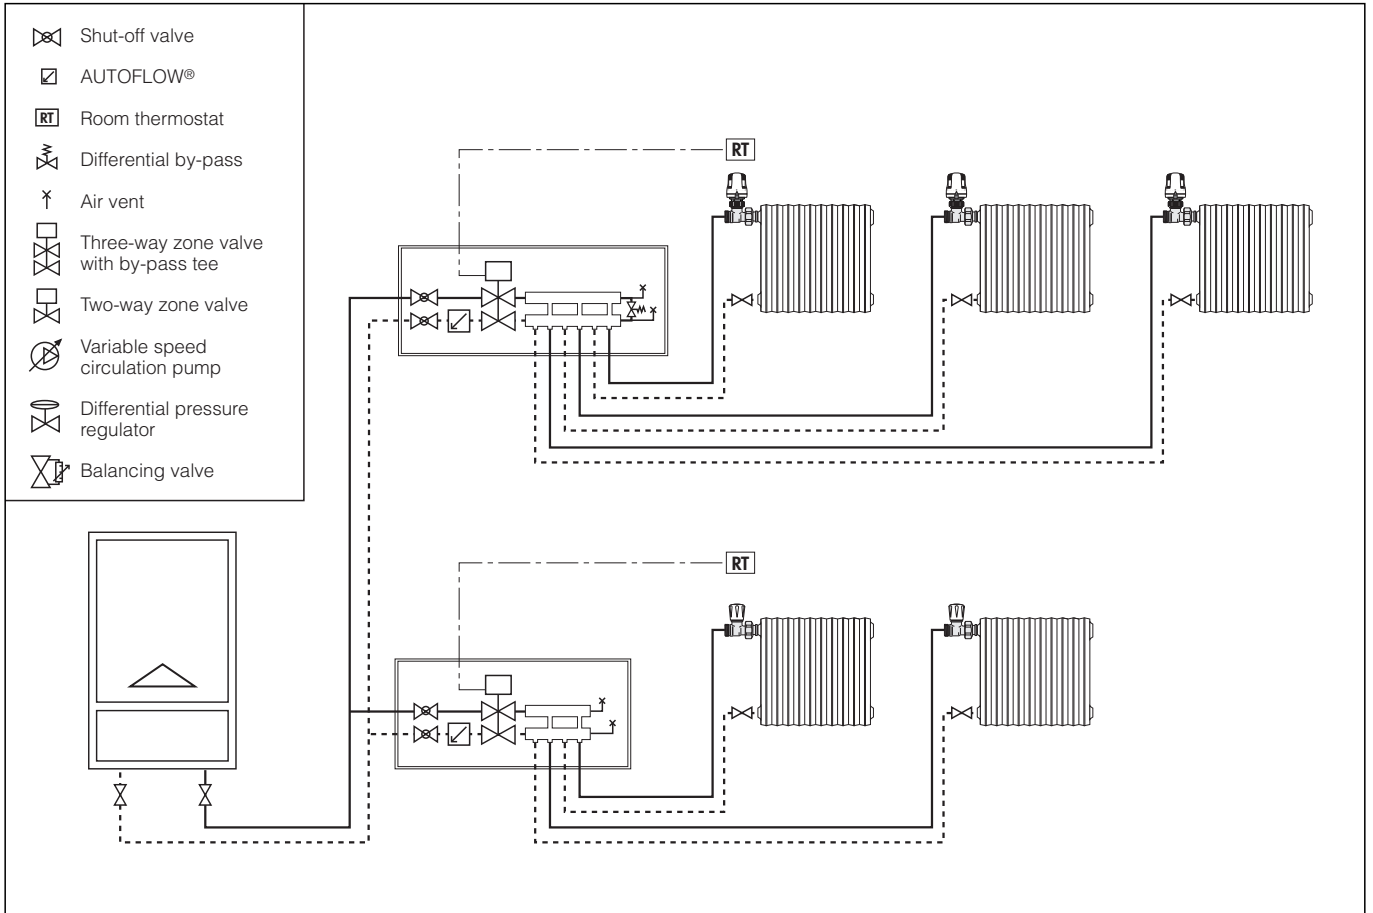 Shut-off valve
AUTOFLOW®
RT Room thermostat
Differential by-pass
Air vent
Three-way zone valve
with by-pass tee
Two-way zone valve
Variable speed
circulation pump
Differential pressure
regulator
Balancing valve
RT
RT